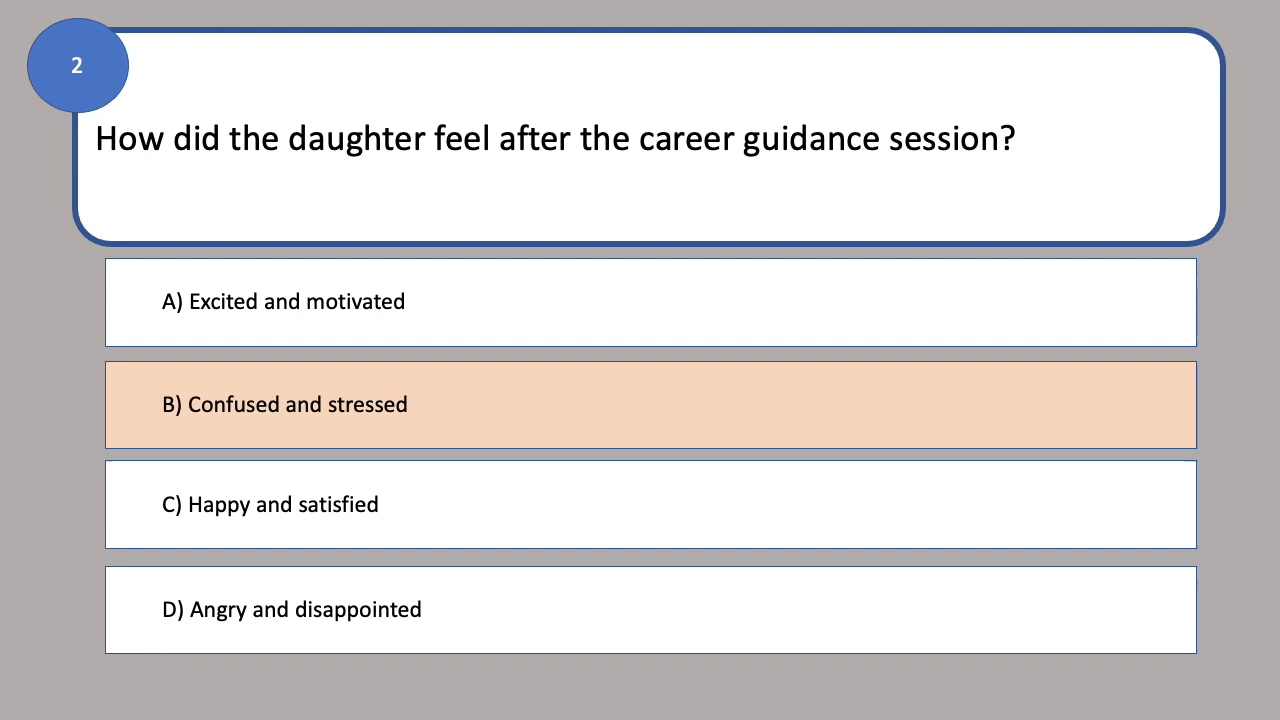 2
How did the daughter feel after the career guidance session?
A) Excited and motivated
B) Confused and stressed
C) Happy and satisfied
D) Angry and disappointed